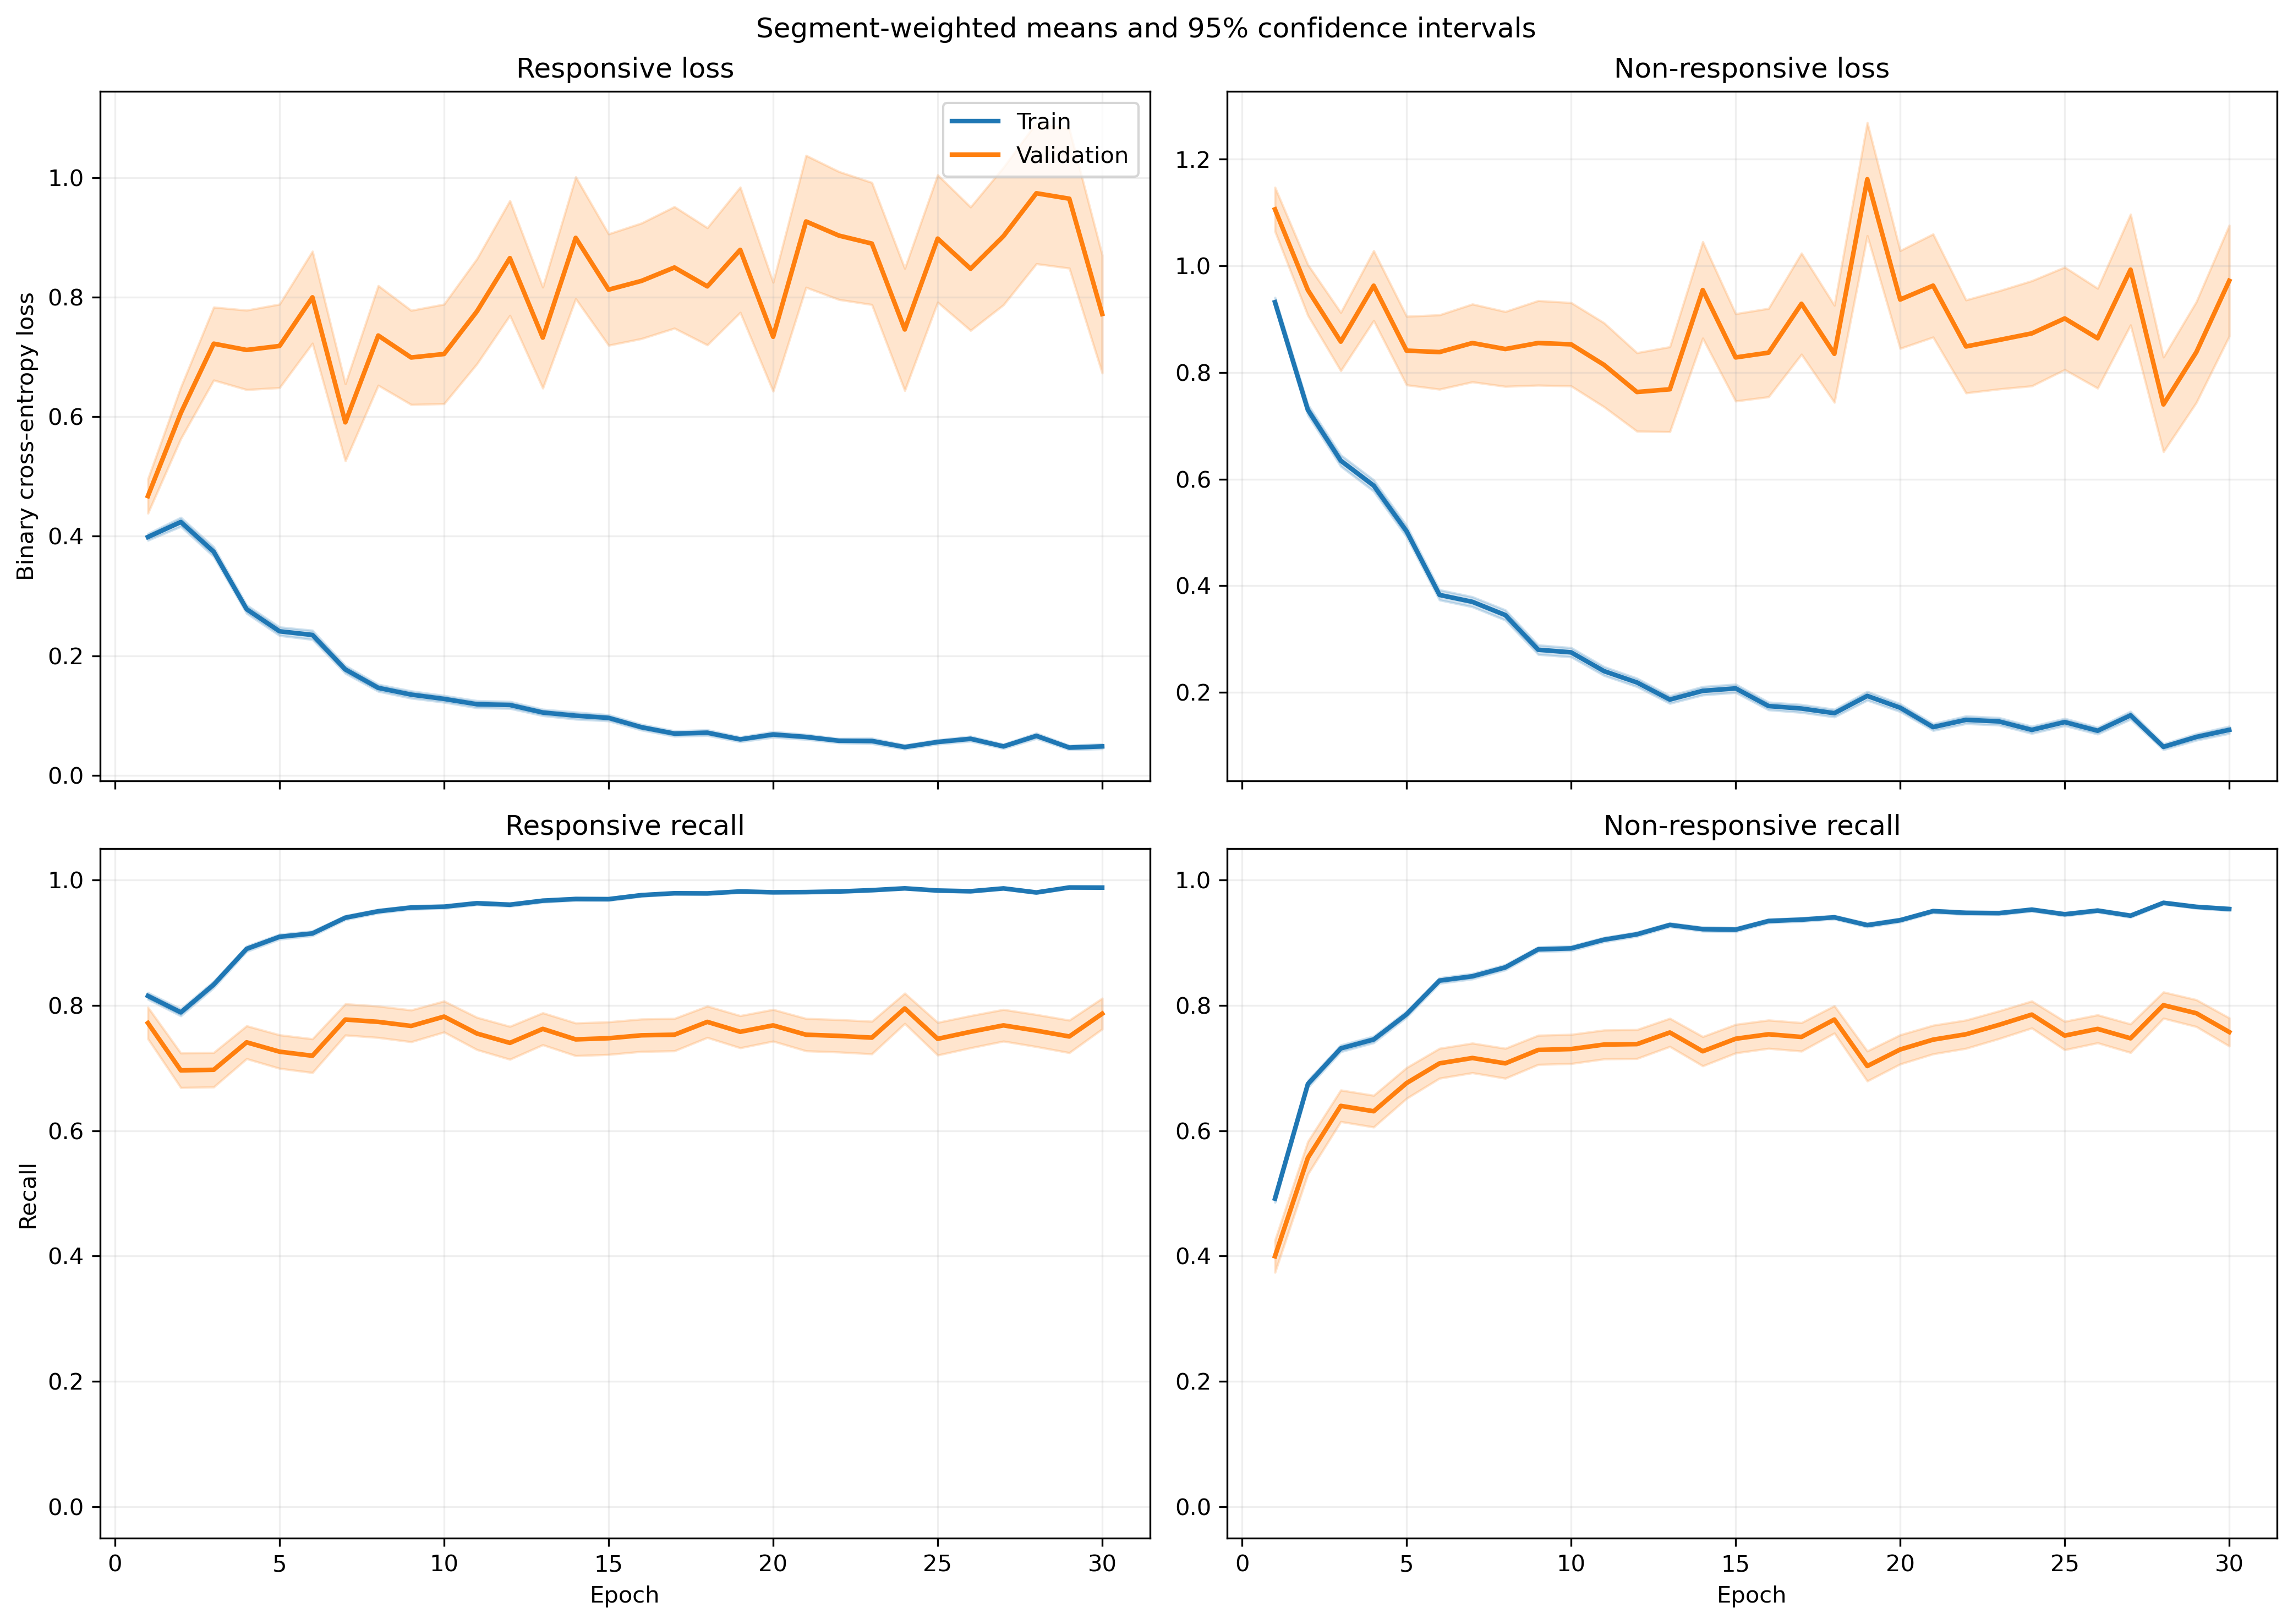 Segment-weighted means and 95% confidence intervals
Responsive loss
Binary cross-entropy loss
1.0
0.8
0.6
0.4
0.2
0.0
Train
Validation
Non-responsive loss
1.2
1.0
0.8
0.6
0.4
0.2
Responsive recall
Recall
1.0
0.8
0.6
0.4
0.2
0.0
0 5 10 15 20 25 30
Epoch
Non-responsive recall
1.0
0.8
0.6
0.4
0.2
0.0
0 5 10 15 20 25 30
Epoch